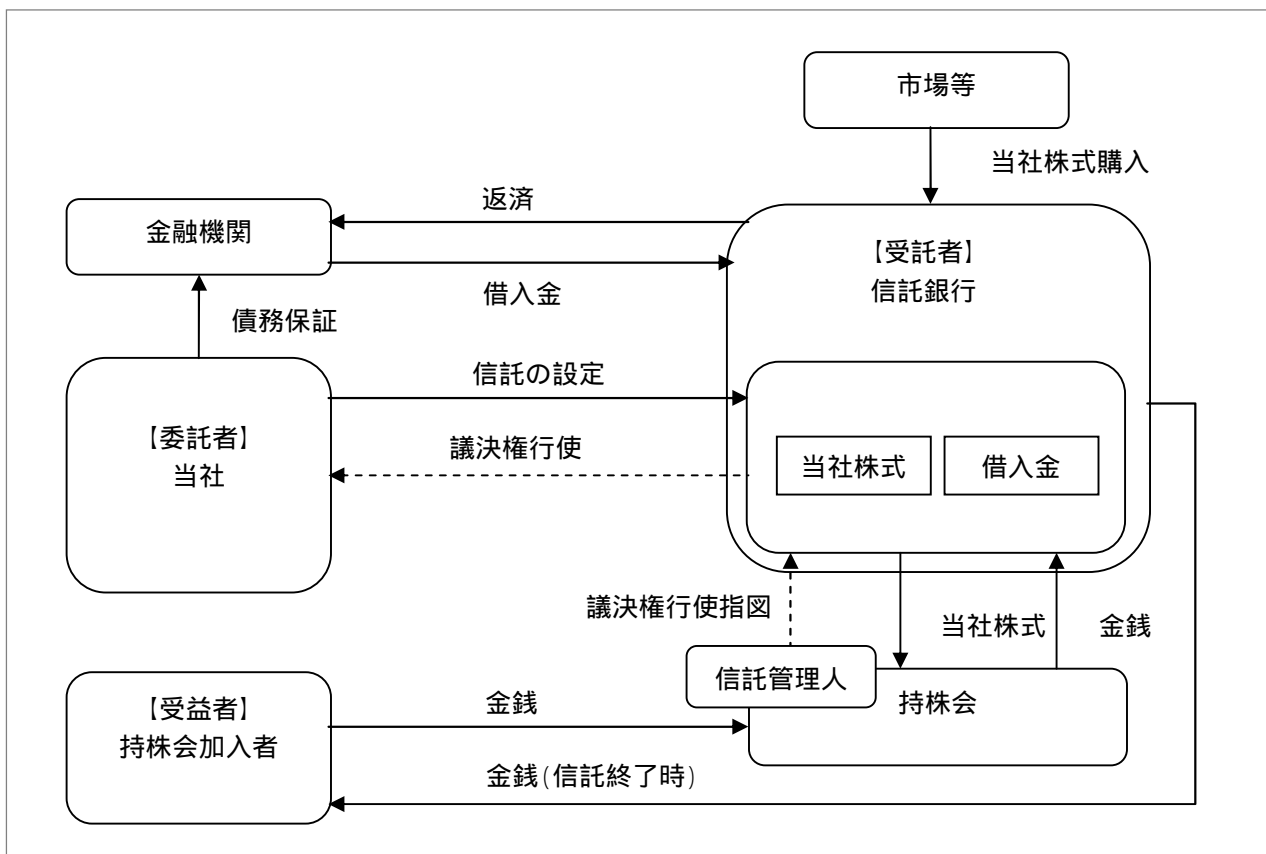 市場等
当社株式購入
返済
金融機関
【受託者】
信託銀行
借入金
債務保証
信託の設定
【委託者】
当社
議決権行使
当社株式
借入金
議決権行使指図
当社株式
金銭
信託管理人
【受益者】
持株会加入者
金銭
持株会
金銭(信託終了時)